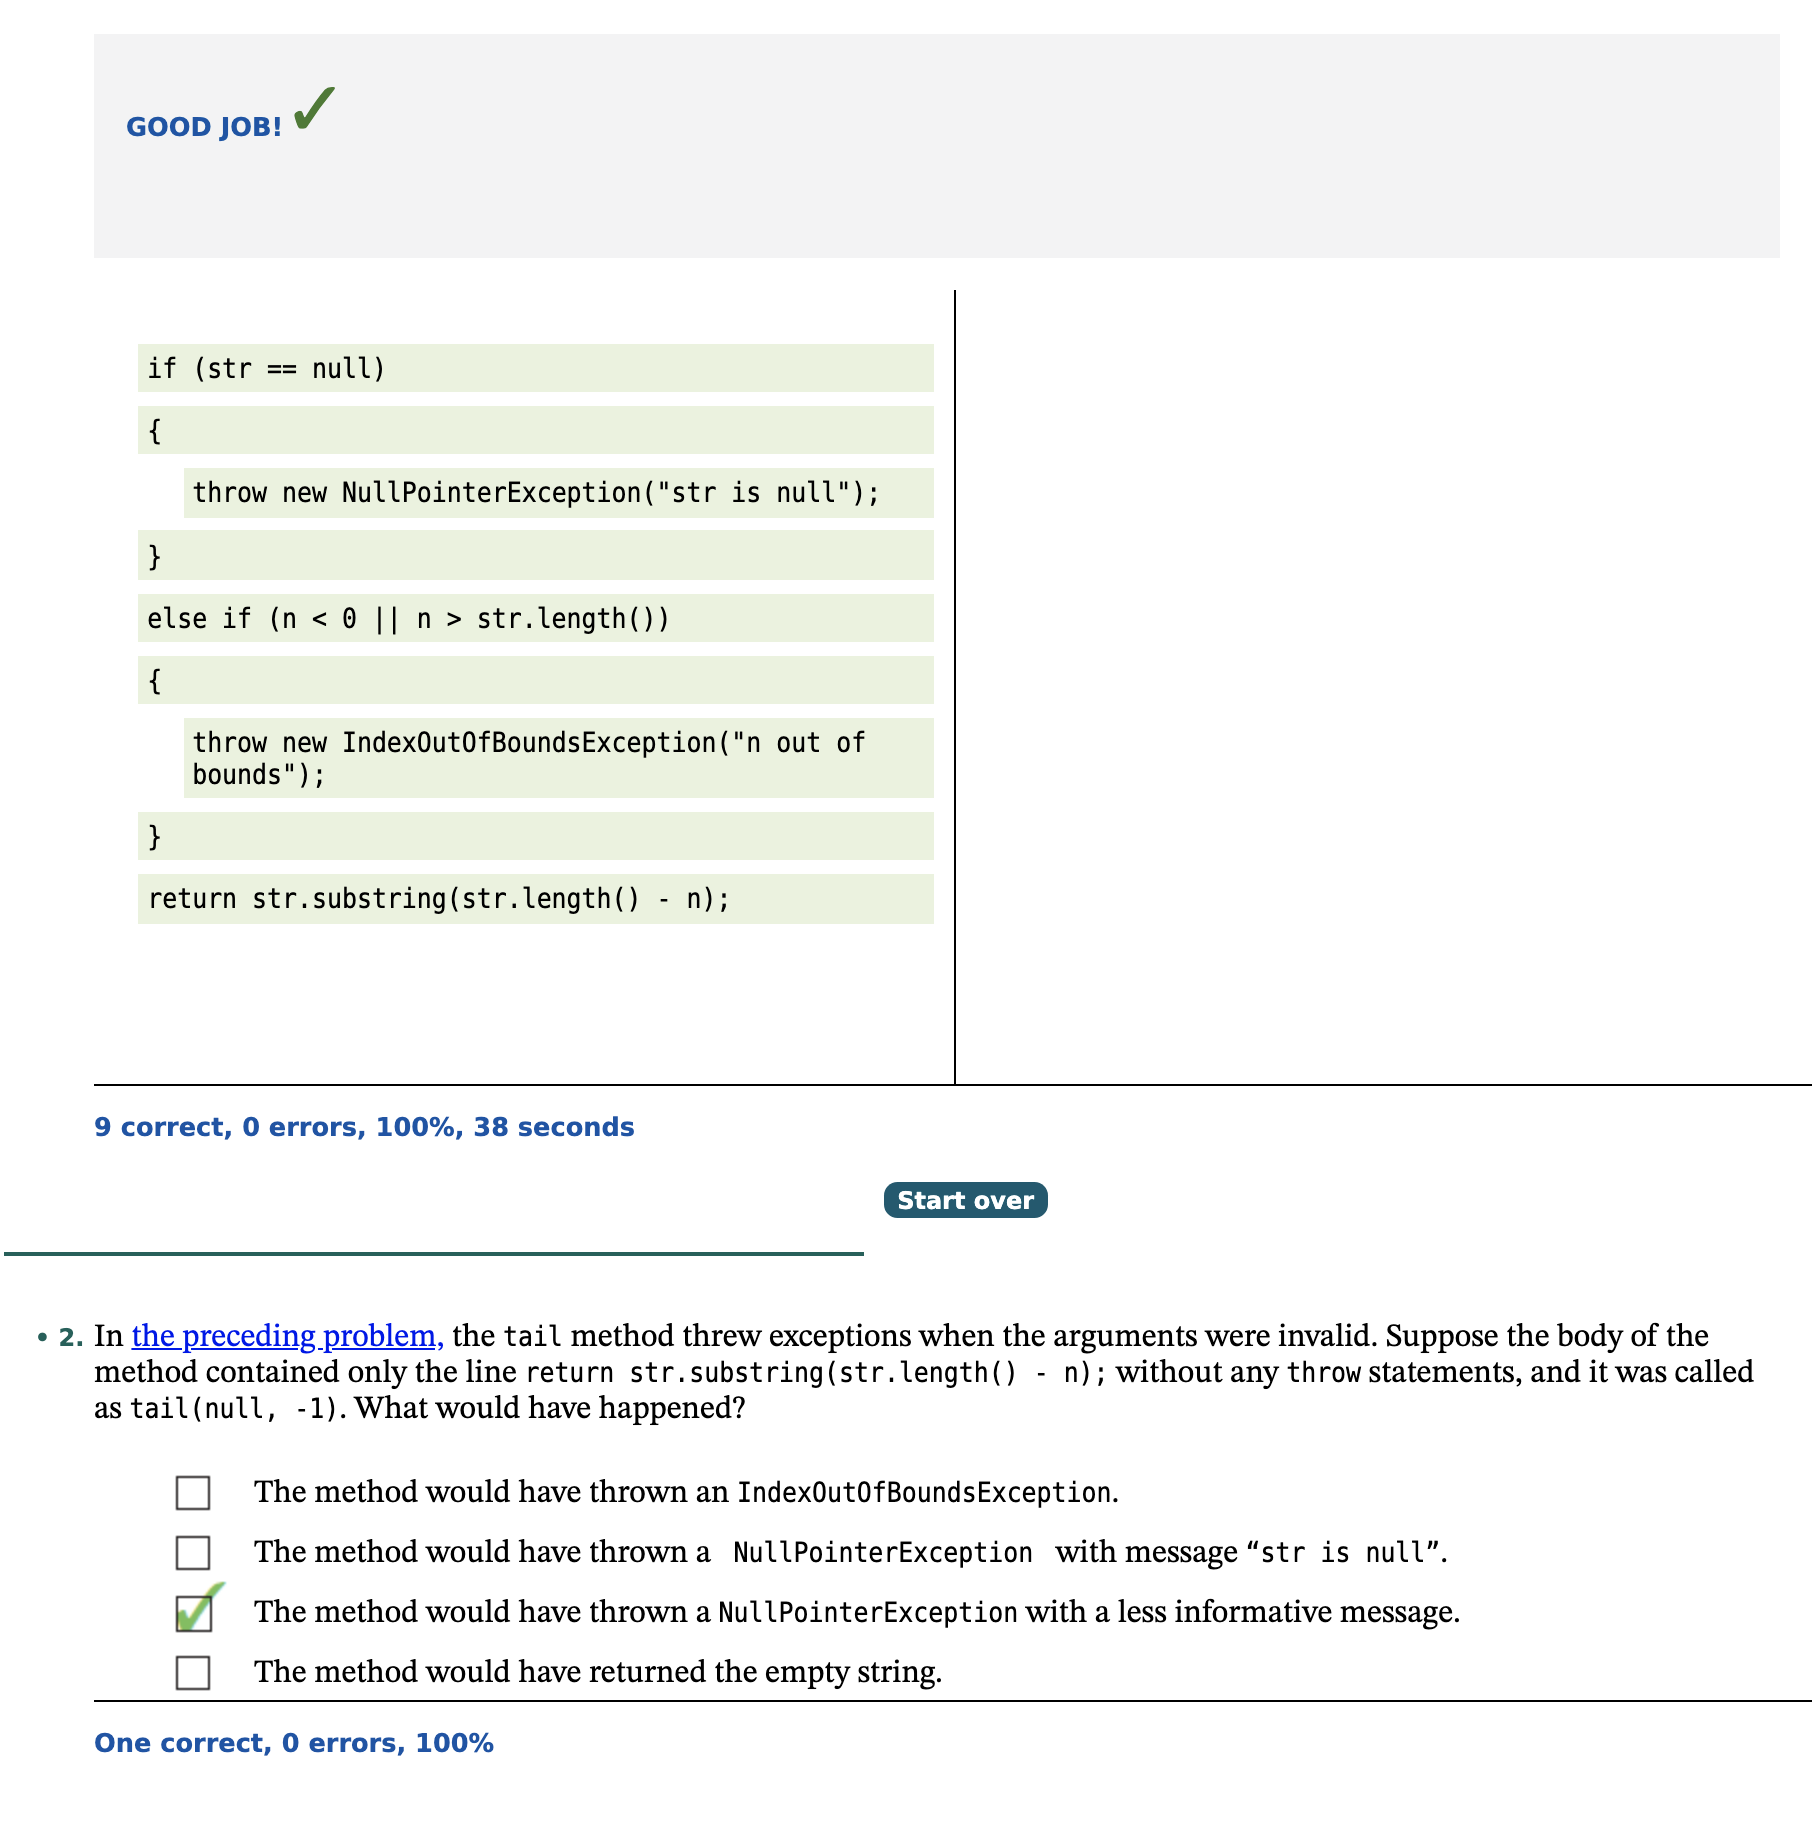 GOOD JOB!
if (str == null)
{
throw new NullPointerException("str is null");
}
else if (n < 0 || n > str.length())
{
throw new IndexOutOfBoundsException("n out of
bounds");
}
return str.substring(str.length() - n);
9 correct, 0 errors, 100%, 38 seconds
Start over
• 2. In the preceding problem, the tail method threw exceptions when the arguments were invalid. Suppose the body of the
method contained only the line return str.substring(str.length() - n); without any throw statements, and it was called
as tail(null, -1). What would have happened?
The method would have thrown an IndexOutOfBoundsException.
The method would have thrown a NullPointerException with message “str is null”.
The method would have thrown a NullPointerException with a less informative message.
The method would have returned the empty string.
One correct, 0 errors, 100%